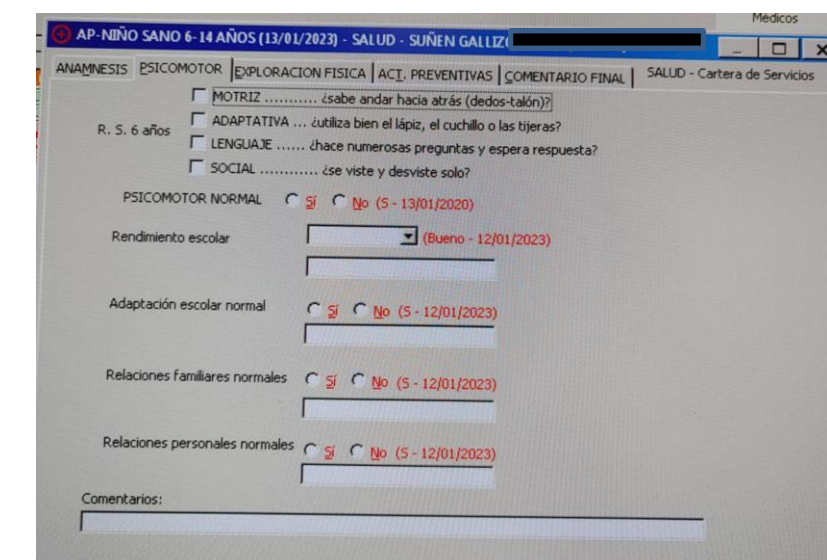 Médicos
AP-NIÑO SANO 6-14 AÑOS (13/01/2023) - SALUD - SUÑEN GALLIZ
ANAMNESIS PSICOMOTOR EXPLORACION FISICA ACT. PREVENTIVAS COMENTARIO FINAL SALUD - Cartera de Servicios
MOTRIZ ........... ¿sabe andar hacia atrás (dedos-talón)?
R. S. 6 años
ADAPTATIVA ... ¿utiliza bien el lápiz, el cuchillo o las tijeras?
LENGUAJE ...... ¿hace numerosas preguntas y espera respuesta?
SOCIAL ............ ¿se viste y desviste solo?
PSICOMOTOR NORMAL Sí No (S - 13/01/2020)
Rendimiento escolar (Bueno - 12/01/2023)
Adaptación escolar normal Sí No (S - 12/01/2023)
Relaciones familiares normales Sí No (S - 12/01/2023)
Relaciones personales normales Sí No (S - 12/01/2023)
Comentarios: